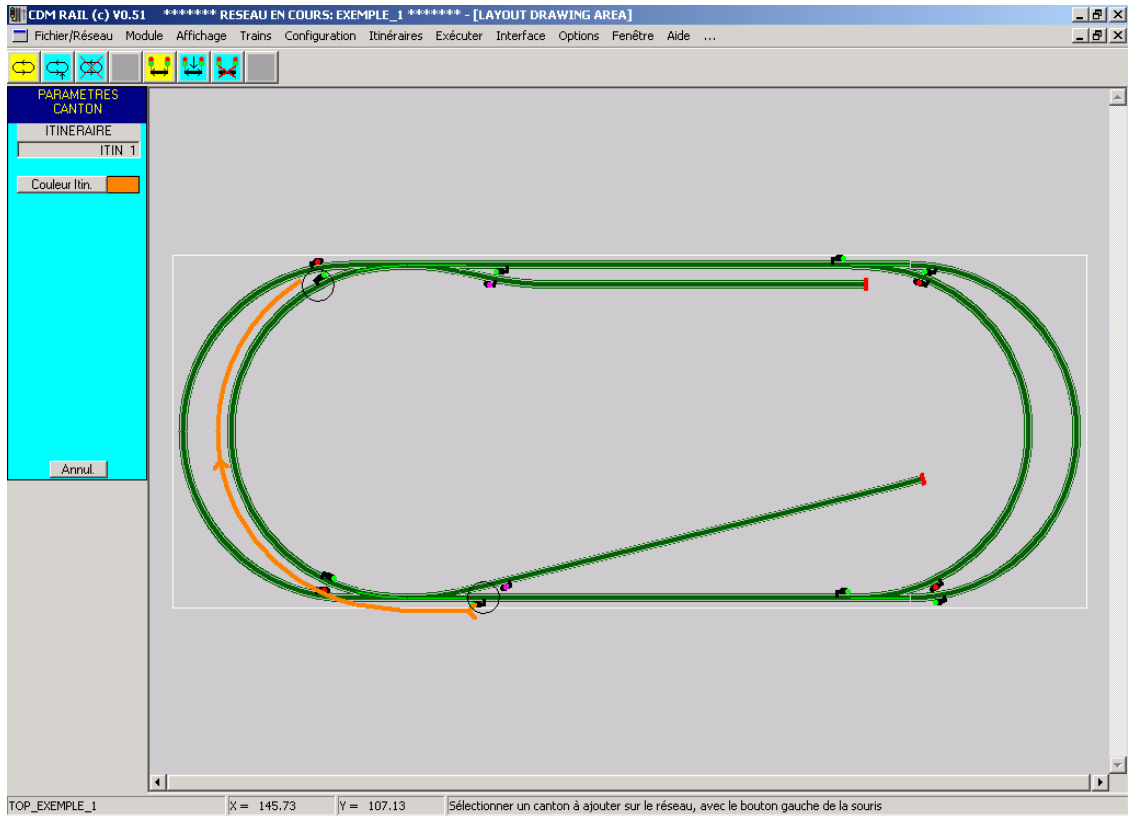 CDM RAIL (c) V0.51 ******* RESEAU EN COURS: EXEMPLE_1 ******* - [LAYOUT DRAWING AREA]
Fichier/Réseau Module Affichage Trains Configuration Itinéraires Exécuter Interface Options Fenêtre Aide ...
PARAMETRES
CANTON
ITINERAIRE
ITIN 1
Couleur Itin.
Annul.
TOP_EXEMPLE_1 X = 145.73 Y = 107.13 Sélectionner un canton à ajouter sur le réseau, avec le bouton gauche de la souris